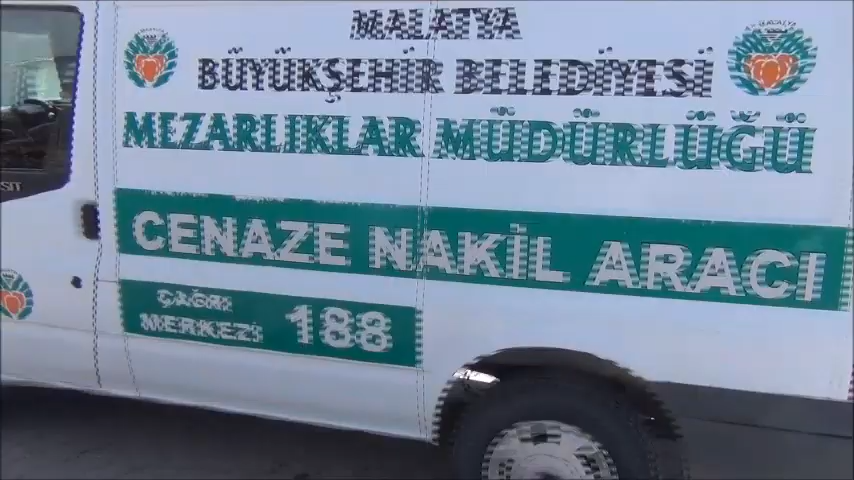 MALATYA
BÜYÜKŞEHİR BELEDİYESİ
MEZARLIKLAR MÜDÜRLÜĞÜ
CENAZE NAKİL ARACI
ÇAĞRI
MERKEZİ 188